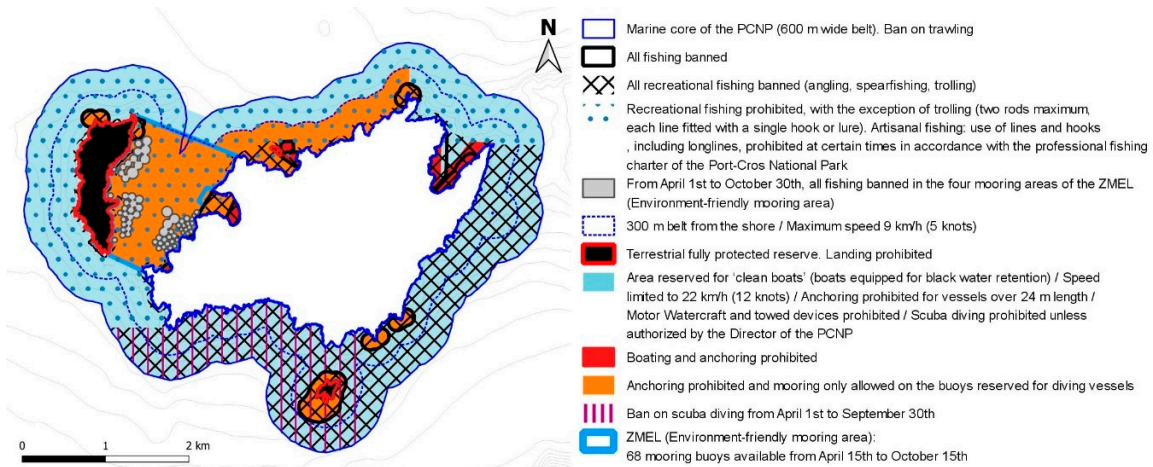 N
0 1 2 km
Marine core of the PCNP (600 m wide belt). Ban on trawling
All fishing banned
All recreational fishing banned (angling, spearfishing, trolling)
Recreational fishing prohibited, with the exception of trolling (two rods maximum,
each line fitted with a single hook or lure). Artisanal fishing: use of lines and hooks
, including longlines, prohibited at certain times in accordance with the professional fishing
charter of the Port-Cros National Park
From April 1st to October 30th, all fishing banned in the four mooring areas of the ZMEL
(Environment-friendly mooring area)
300 m belt from the shore / Maximum speed 9 km/h (5 knots)
Terrestrial fully protected reserve. Landing prohibited
Area reserved for 'clean boats' (boats equipped for black water retention) / Speed
limited to 22 km/h (12 knots) / Anchoring prohibited for vessels over 24 m length /
Motor Watercraft and towed devices prohibited / Scuba diving prohibited unless
authorized by the Director of the PCNP
Boating and anchoring prohibited
Anchoring prohibited and mooring only allowed on the buoys reserved for diving vessels
Ban on scuba diving from April 1st to September 30th
ZMEL (Environment-friendly mooring area):
68 mooring buoys available from April 15th to October 15th